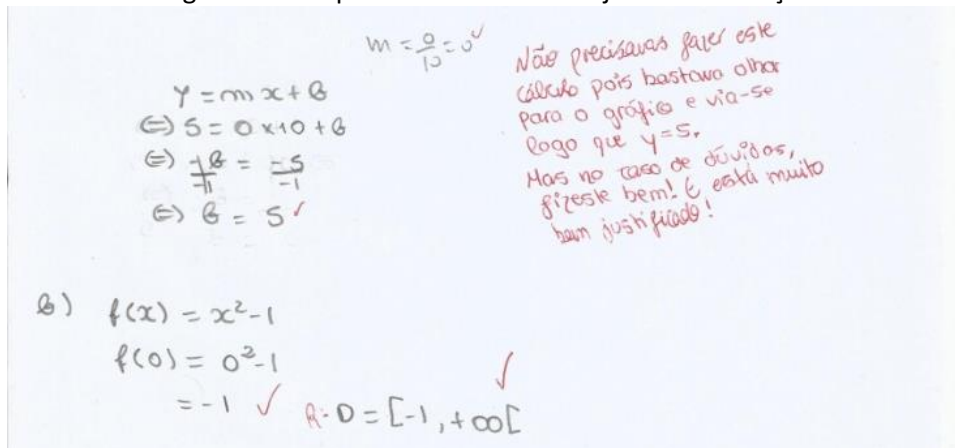 m = 0/10 = 0
y = mx + b
(=) 5 = 0 x 10 + b
(=) -b/-1 = -5/-1
(=) b = 5
Não precisavas fazer este
cálculo pois bastava olhar
para o gráfico e via-se
logo que y=5.
Mas no caso de dúvidas,
fizeste bem! E está muito
bem justificado!
b) f(x) = x²-1
f(0) = 0²-1
= -1
R: D = [-1, +∞[